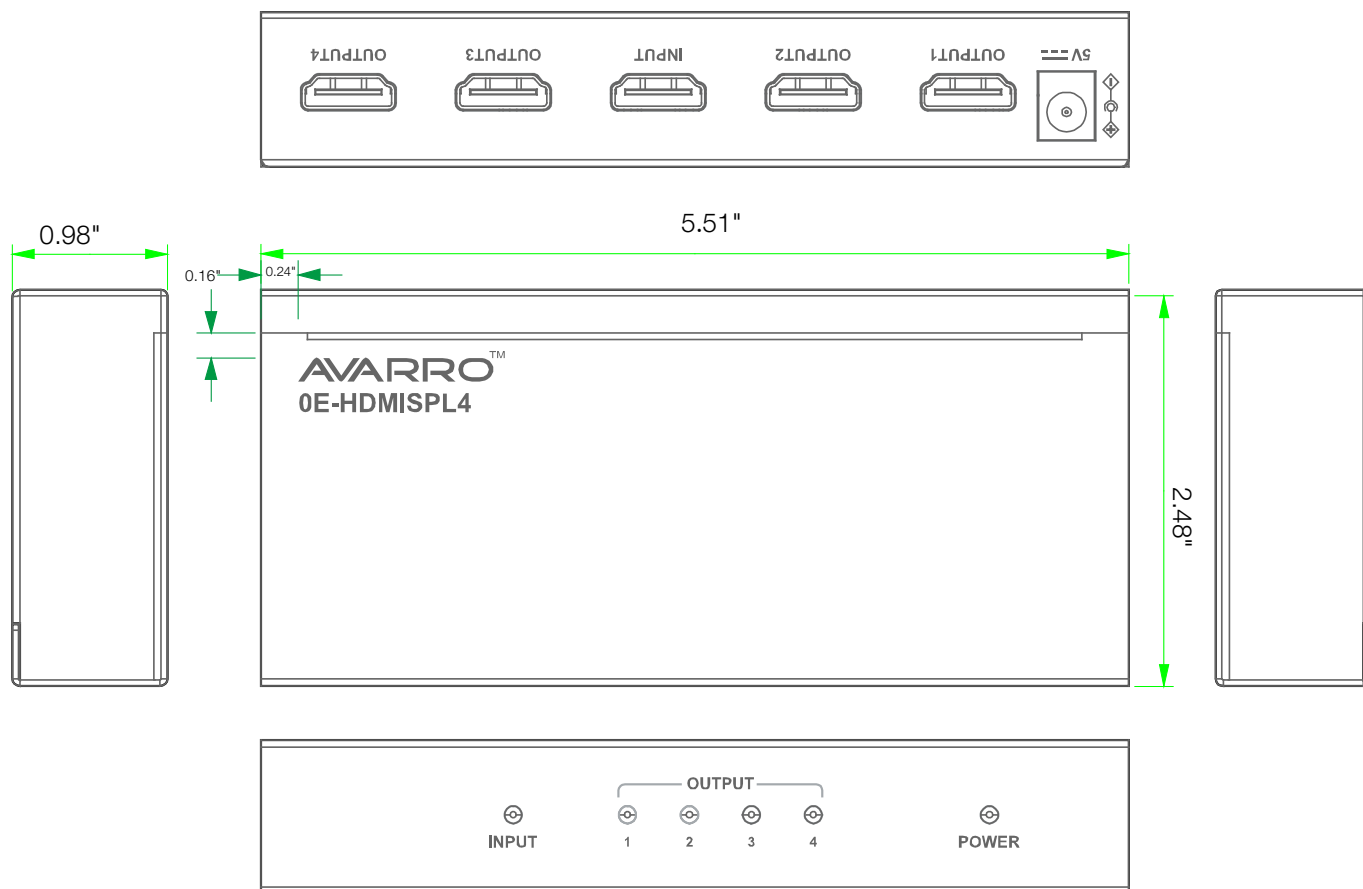 OUTPUT4 OUTPUT3 INPUT OUTPUT2 OUTPUT1 5V
0.98"
5.51"
0.16"
0.24"
AVARRO™
0E-HDMISPL4
2.48"
OUTPUT
INPUT
1 2 3 4
POWER